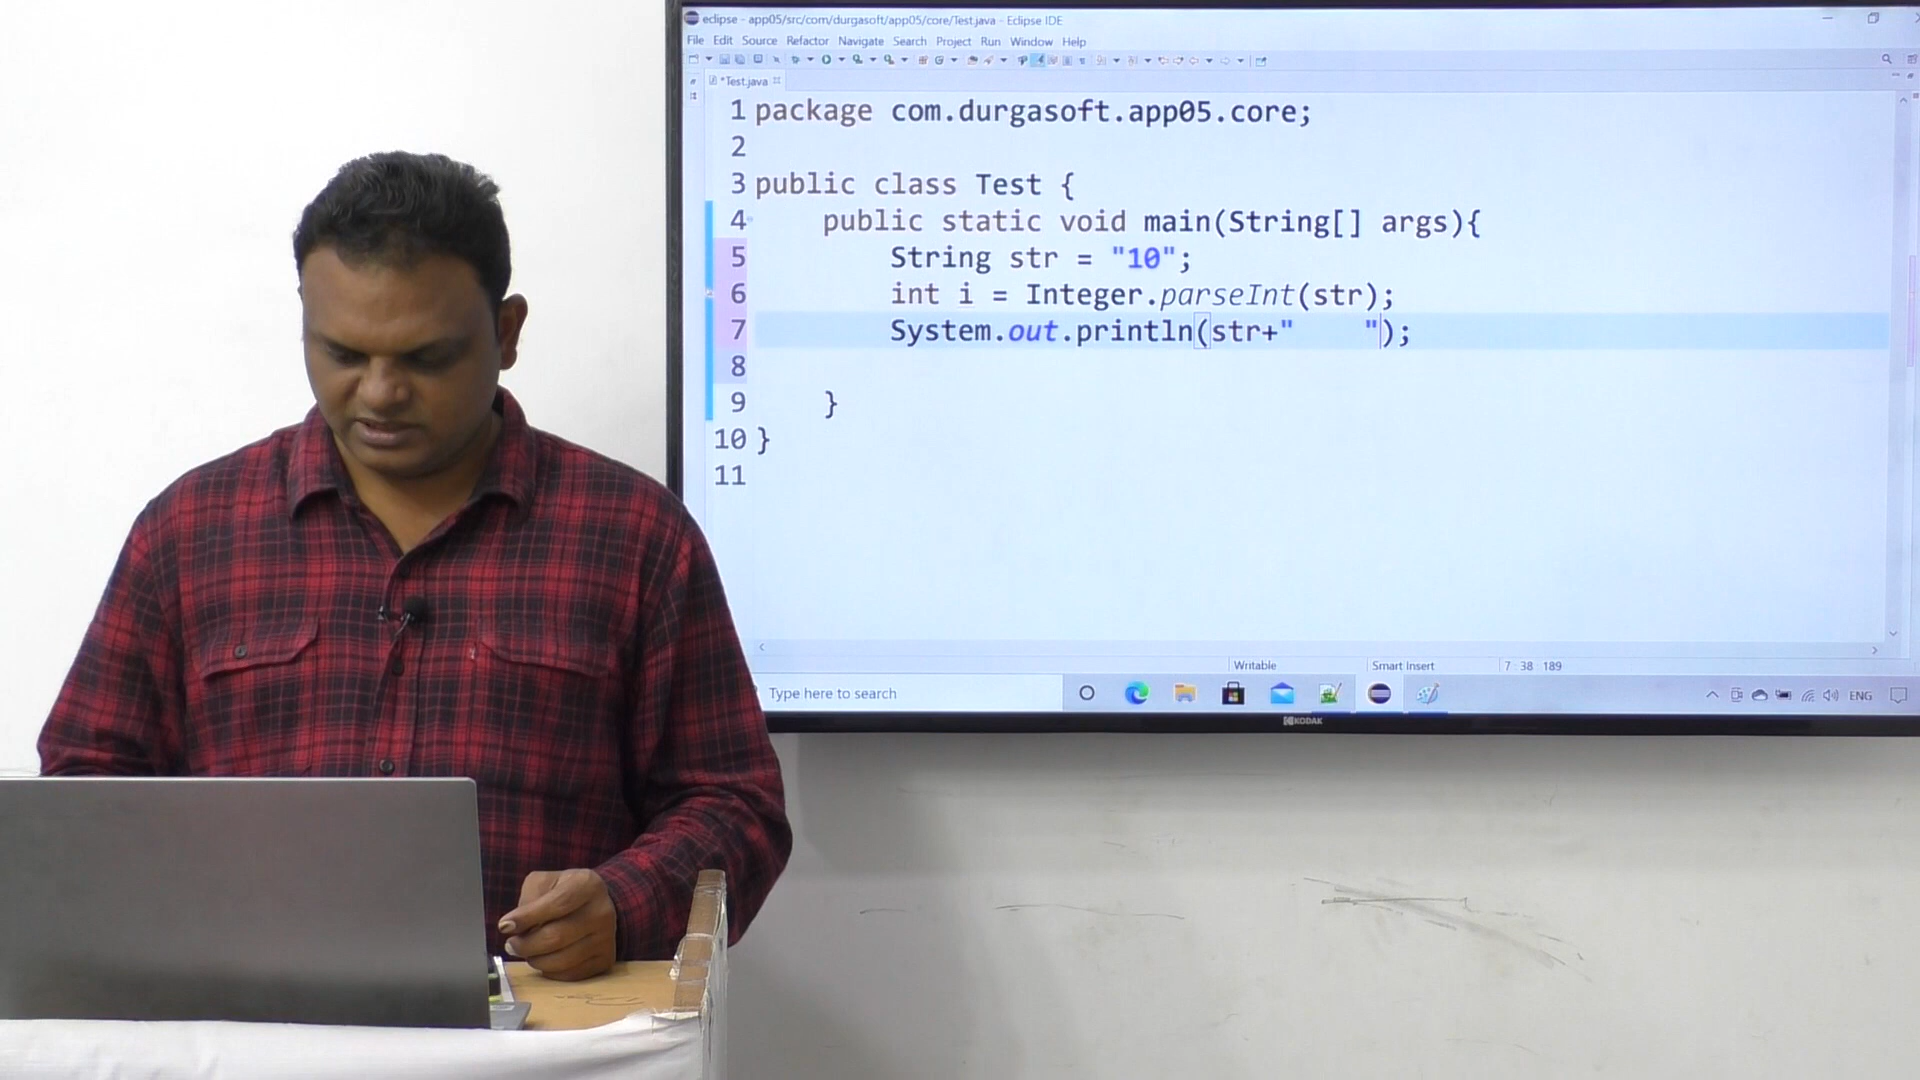 eclipse - app05/src/com/durgasoft/app05/core/Test.java - Eclipse IDE
File Edit Source Refactor Navigate Search Project Run Window Help
*Test.java
1 package com.durgasoft.app05.core;
2
3 public class Test {
4 public static void main(String[] args){
5 String str = "10";
6 int i = Integer.parseInt(str);
7 System.out.println(str+"    ");
8
9 }
10 }
11
Writable Smart Insert 7 : 38 : 189
Type here to search
ENG
KODAK